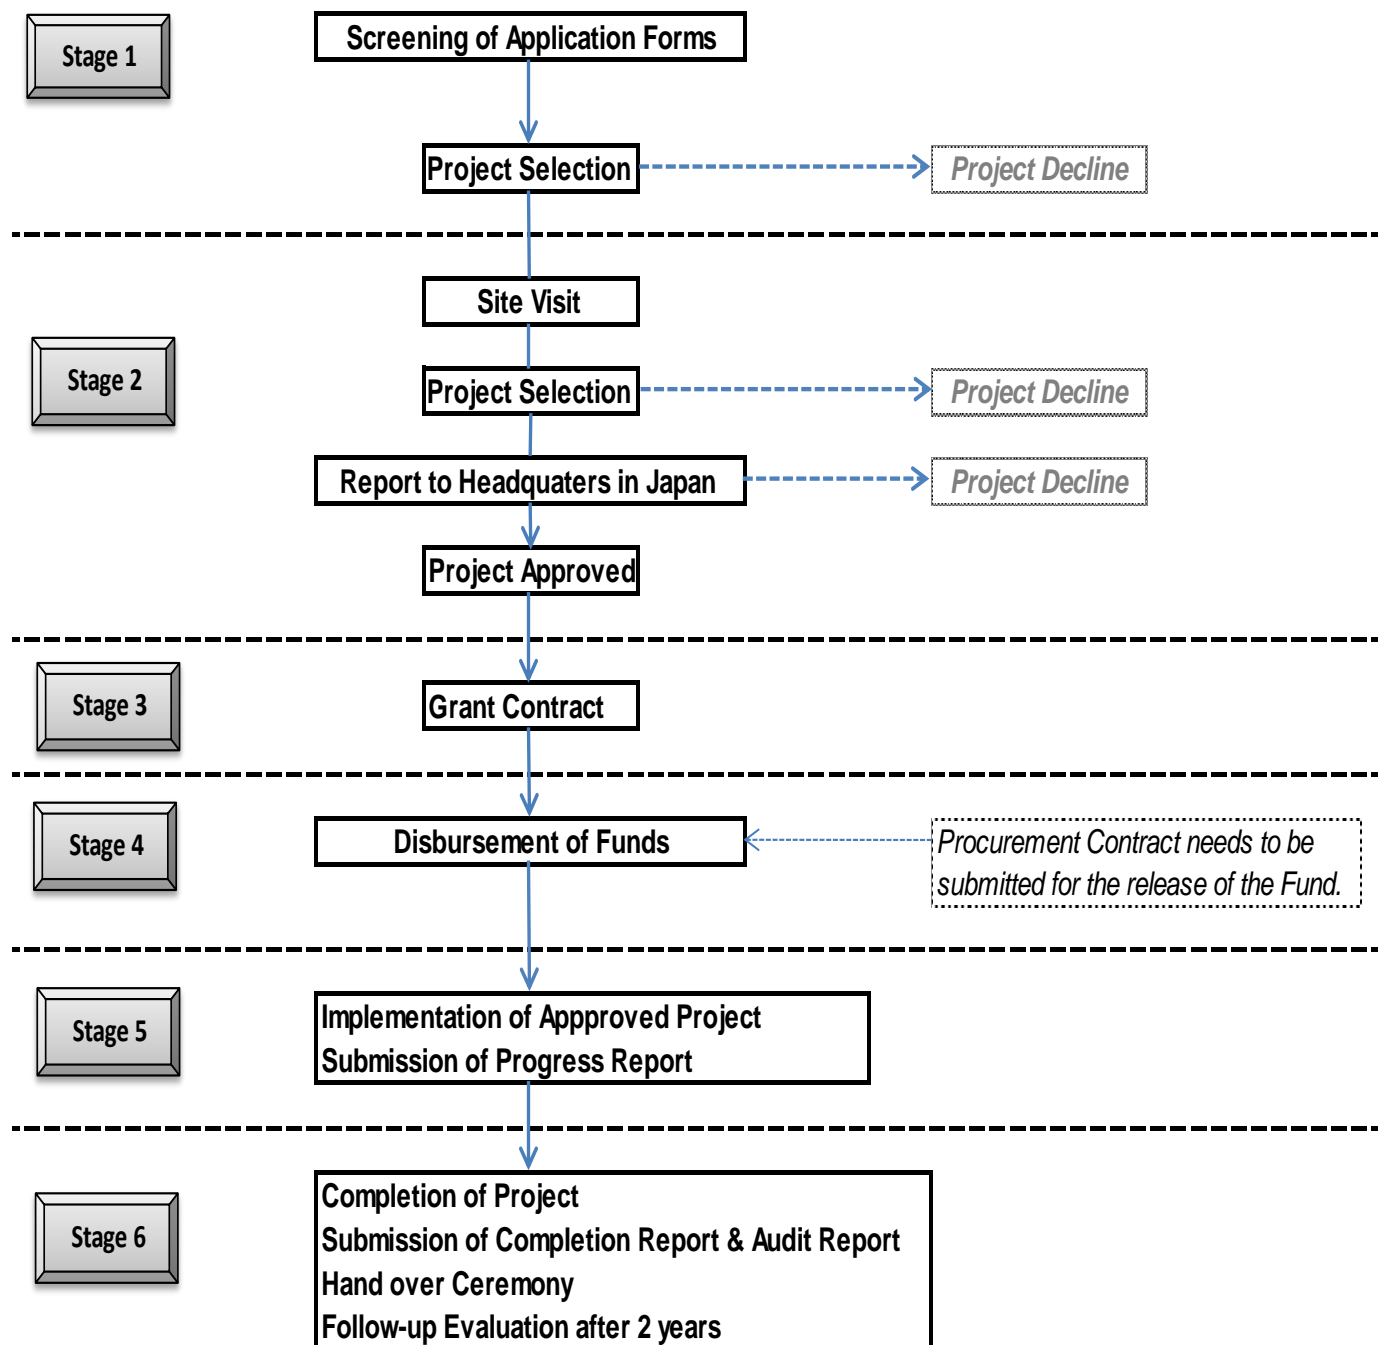 Stage 1
Screening of Application Forms
Project Selection
Project Decline
Site Visit
Stage 2
Project Selection
Project Decline
Report to Headquaters in Japan
Project Decline
Project Approved
Stage 3
Grant Contract
Stage 4
Disbursement of Funds
Procurement Contract needs to be
submitted for the release of the Fund.
Stage 5
Implementation of Appproved Project
Submission of Progress Report
Stage 6
Completion of Project
Submission of Completion Report & Audit Report
Hand over Ceremony
Follow-up Evaluation after 2 years